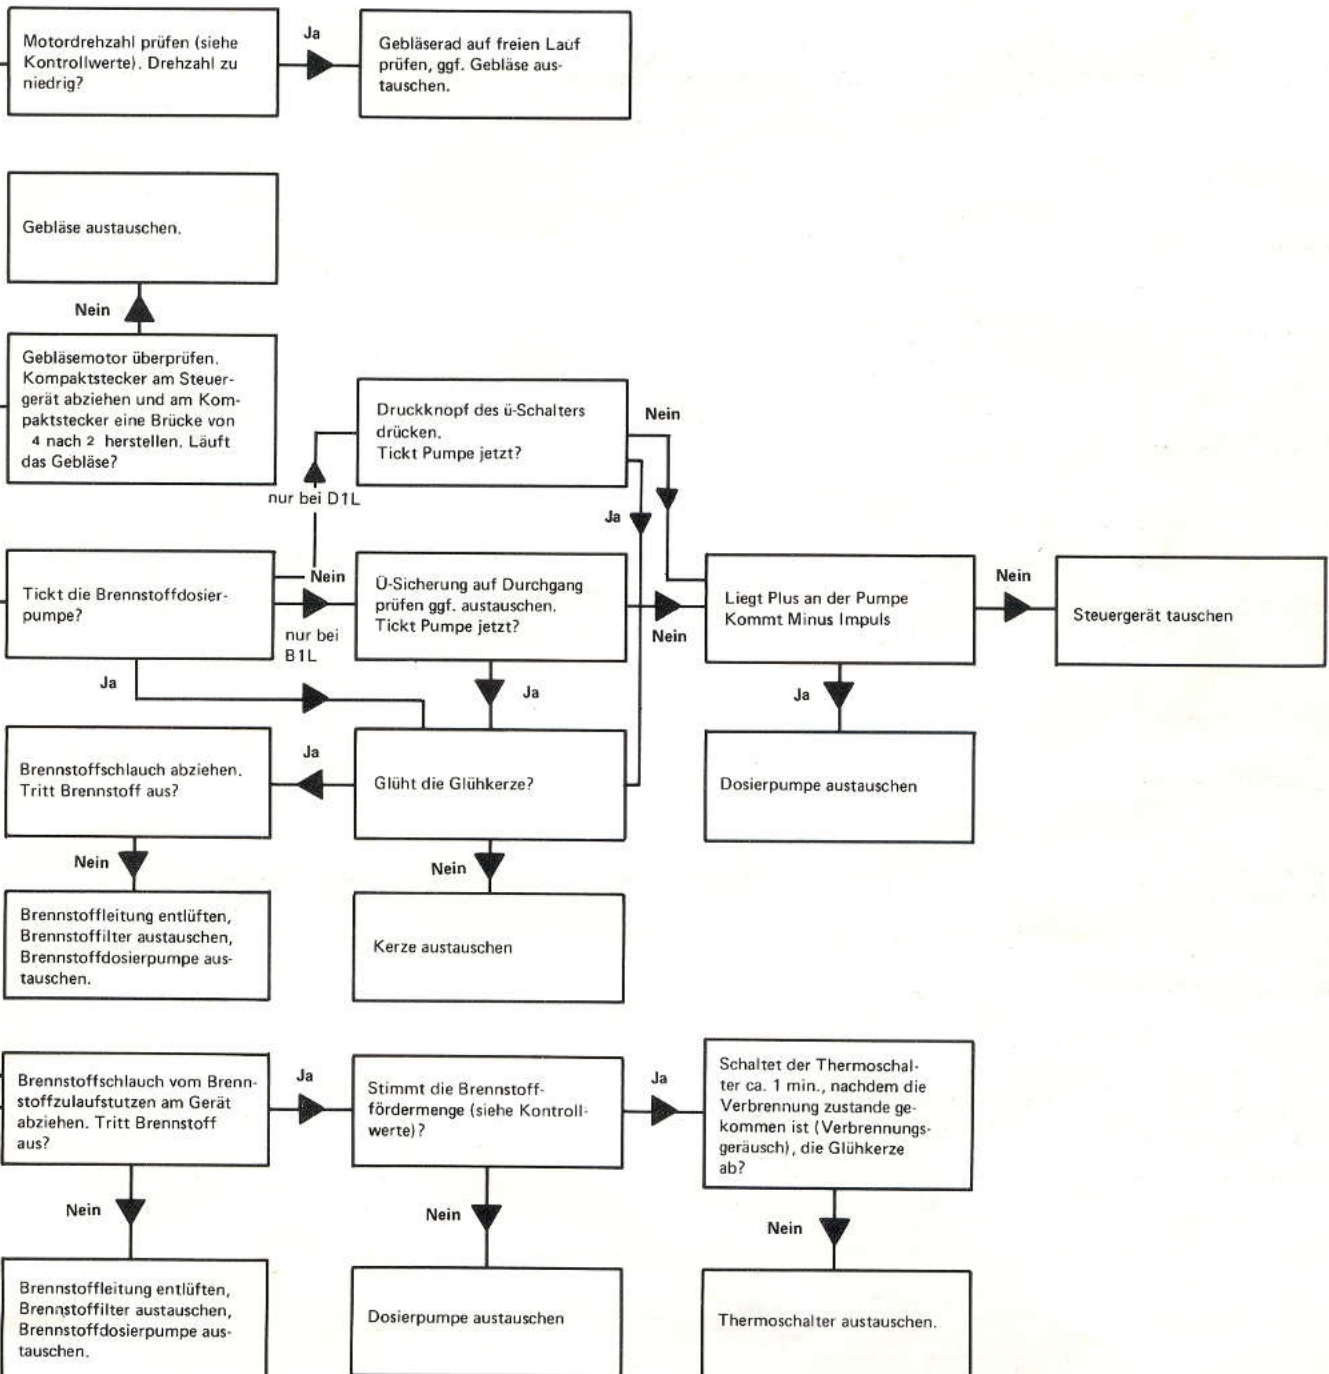 Motordrehzahl prüfen (siehe
Kontrollwerte). Drehzahl zu
niedrig?
Ja
Gebläserad auf freien Lauf
prüfen, ggf. Gebläse aus-
tauschen.
Gebläse austauschen.
Nein
Gebläsemotor überprüfen.
Kompaktstecker am Steuer-
gerät abziehen und am Kom-
paktstecker eine Brücke von
4 nach 2 herstellen. Läuft
das Gebläse?
Druckknopf des ü-Schalters
drücken.
Tickt Pumpe jetzt?
Nein
nur bei D1L
Ja
Tickt die Brennstoffdosier-
pumpe?
Nein
nur bei
B1L
Ü-Sicherung auf Durchgang
prüfen ggf. austauschen.
Tickt Pumpe jetzt?
Nein
Liegt Plus an der Pumpe
Kommt Minus Impuls
Nein
Steuergerät tauschen
Ja
Ja
Ja
Brennstoffschlauch abziehen.
Tritt Brennstoff aus?
Ja
Glüht die Glühkerze?
Dosierpumpe austauschen
Nein
Nein
Brennstoffleitung entlüften,
Brennstoffilter austauschen,
Brennstoffdosierpumpe aus-
tauschen.
Kerze austauschen
Brennstoffschlauch vom Brenn-
stoffzulaufstutzen am Gerät
abziehen. Tritt Brennstoff
aus?
Ja
Stimmt die Brennstoff-
fördermenge (siehe Kontroll-
werte)?
Ja
Schaltet der Thermoschal-
ter ca. 1 min., nachdem die
Verbrennung zustande ge-
kommen ist (Verbrennungs-
geräusch), die Glühkerze
ab?
Nein
Nein
Nein
Brennstoffleitung entlüften,
Brennstoffilter austauschen,
Brennstoffdosierpumpe aus-
tauschen.
Dosierpumpe austauschen
Thermoschalter austauschen.